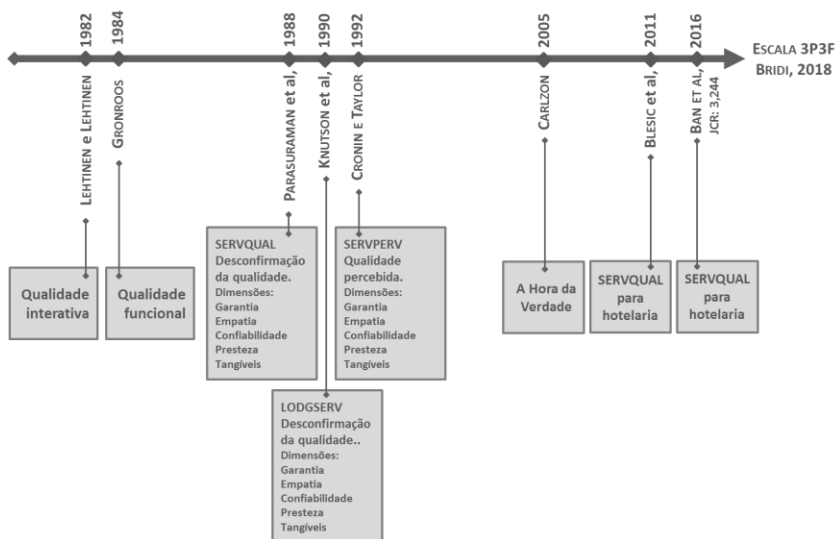 1982
1984
1988
1990
1992
2005
2011
2016
ESCALA 3P3F
BRIDI, 2018
LEHTINEN e LEHTINEN
GRONROOS
PARASURAMAN et al,
KNUTSON et al,
CRONIN E TAYLOR
CARLZON
BLESIC et al,
BAN ET AL,
JCR: 3,244
Qualidade
interativa
Qualidade
funcional
SERVQUAL
Desconfirmação
da qualidade.
Dimensões:
Garantia
Empatia
Confiabilidade
Presteza
Tangíveis
SERVPERV
Qualidade
percebida.
Dimensões:
Garantia
Empatia
Confiabilidade
Presteza
Tangíveis
A Hora da
Verdade
SERVQUAL
para
hotelaria
SERVQUAL
para
hotelaria
LODGSERV
Desconfirmação
da qualidade..
Dimensões:
Garantia
Empatia
Confiabilidade
Presteza
Tangíveis